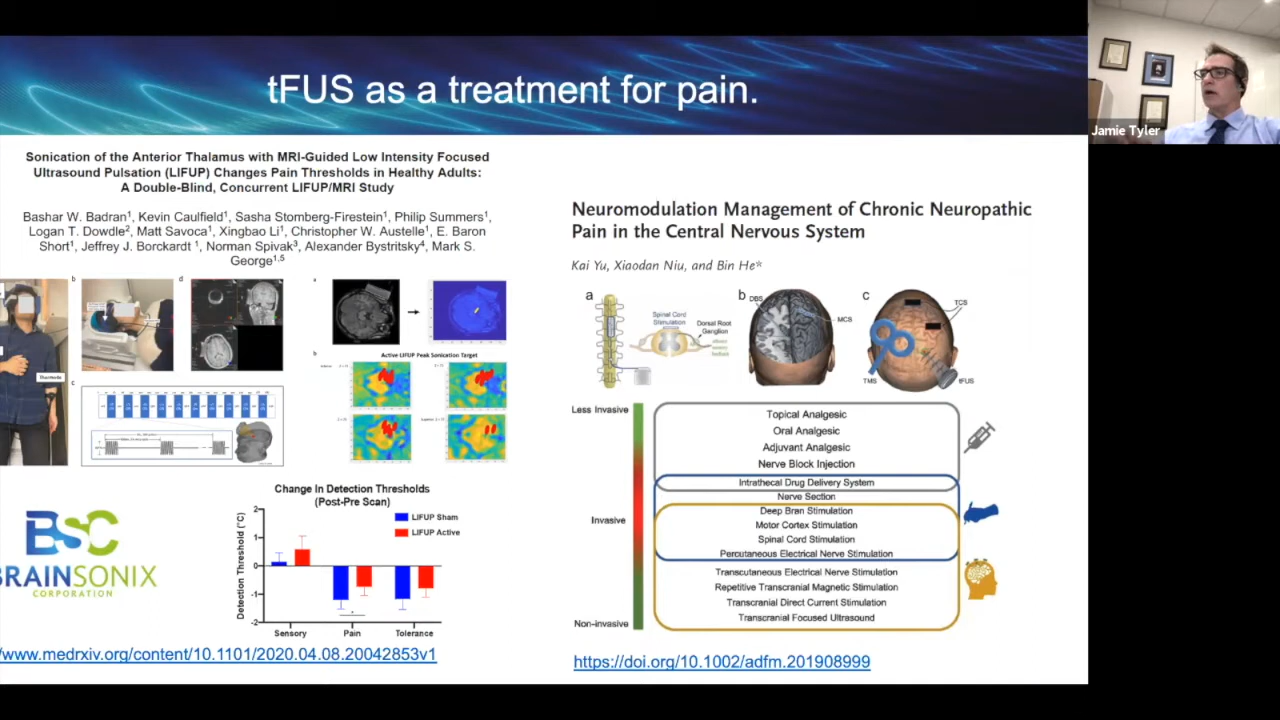 tFUS as a treatment for pain.
Jamie Tyler
Sonication of the Anterior Thalamus with MRI-Guided Low Intensity Focused
Ultrasound Pulsation (LIFUP) Changes Pain Thresholds in Healthy Adults:
A Double-Blind, Concurrent LIFUP/MRI Study
Bashar W. Badran¹, Kevin Caulfield¹, Sasha Stomberg-Firestein¹, Philip Summers¹,
Logan T. Dowdle², Matt Savoca¹, Xingbao Li¹, Christopher W. Austelle¹, E. Baron
Short¹, Jeffrey J. Borckardt ¹, Norman Spivak³, Alexander Bystritsky⁴, Mark S.
George¹,⁵
b
d
a
c
b
Active LIFUP Peak Sonication Target
Change In Detection Thresholds
(Post-Pre Scan)
LIFUP Sham
LIFUP Active
Detection Threshold (°C)
2
1
0
-1
-2
*
Sensory
Pain
Tolerance
BSC
BRAINSONIX
CORPORATION
/www.medrxiv.org/content/10.1101/2020.04.08.20042853v1
Neuromodulation Management of Chronic Neuropathic
Pain in the Central Nervous System
Kai Yu, Xiaodan Niu, and Bin He*
a
Spinal Cord
Stimulation
Dorsal Root
Ganglion
b
DBS
MCS
c
TCS
TMS
tFUS
Less Invasive
Invasive
Non-invasive
Topical Analgesic
Oral Analgesic
Adjuvant Analgesic
Nerve Block Injection
Intrathecal Drug Delivery System
Nerve Section
Deep Bran Stimulation
Motor Cortex Stimulation
Spinal Cord Stimulation
Percutaneous Electrical Nerve Stimulation
Transcutaneous Electrical Nerve Stimulation
Repetitive Transcranial Magnetic Stimulation
Transcranial Direct Current Stimulation
Transcranial Focused Ultrasound
https://doi.org/10.1002/adfm.201908999